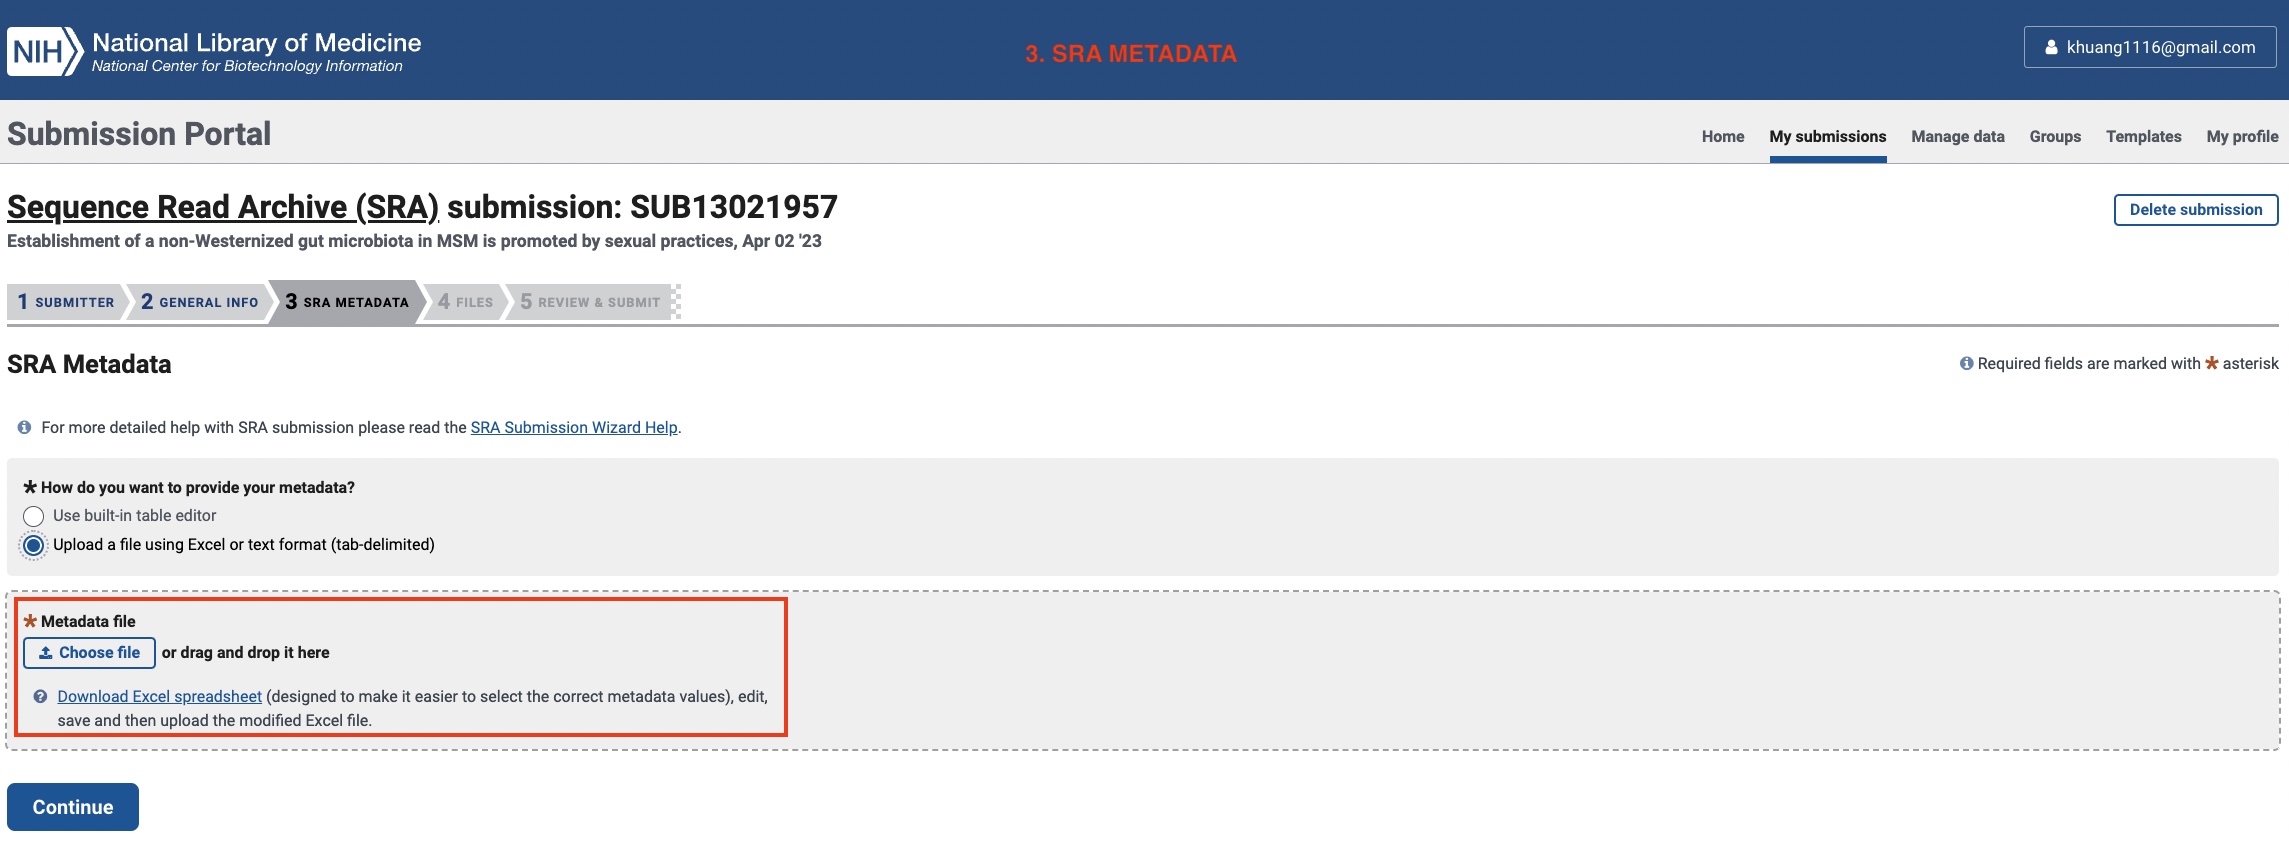 NIH National Library of Medicine
National Center for Biotechnology Information
3. SRA METADATA
khuang1116@gmail.com
Submission Portal
Home My submissions Manage data Groups Templates My profile
Sequence Read Archive (SRA) submission: SUB13021957
Delete submission
Establishment of a non-Westernized gut microbiota in MSM is promoted by sexual practices, Apr 02 '23
1 SUBMITTER 2 GENERAL INFO 3 SRA METADATA 4 FILES 5 REVIEW & SUBMIT
SRA Metadata
Required fields are marked with * asterisk
For more detailed help with SRA submission please read the SRA Submission Wizard Help.
* How do you want to provide your metadata?
Use built-in table editor
Upload a file using Excel or text format (tab-delimited)
* Metadata file
Choose file or drag and drop it here
Download Excel spreadsheet (designed to make it easier to select the correct metadata values), edit,
save and then upload the modified Excel file.
Continue